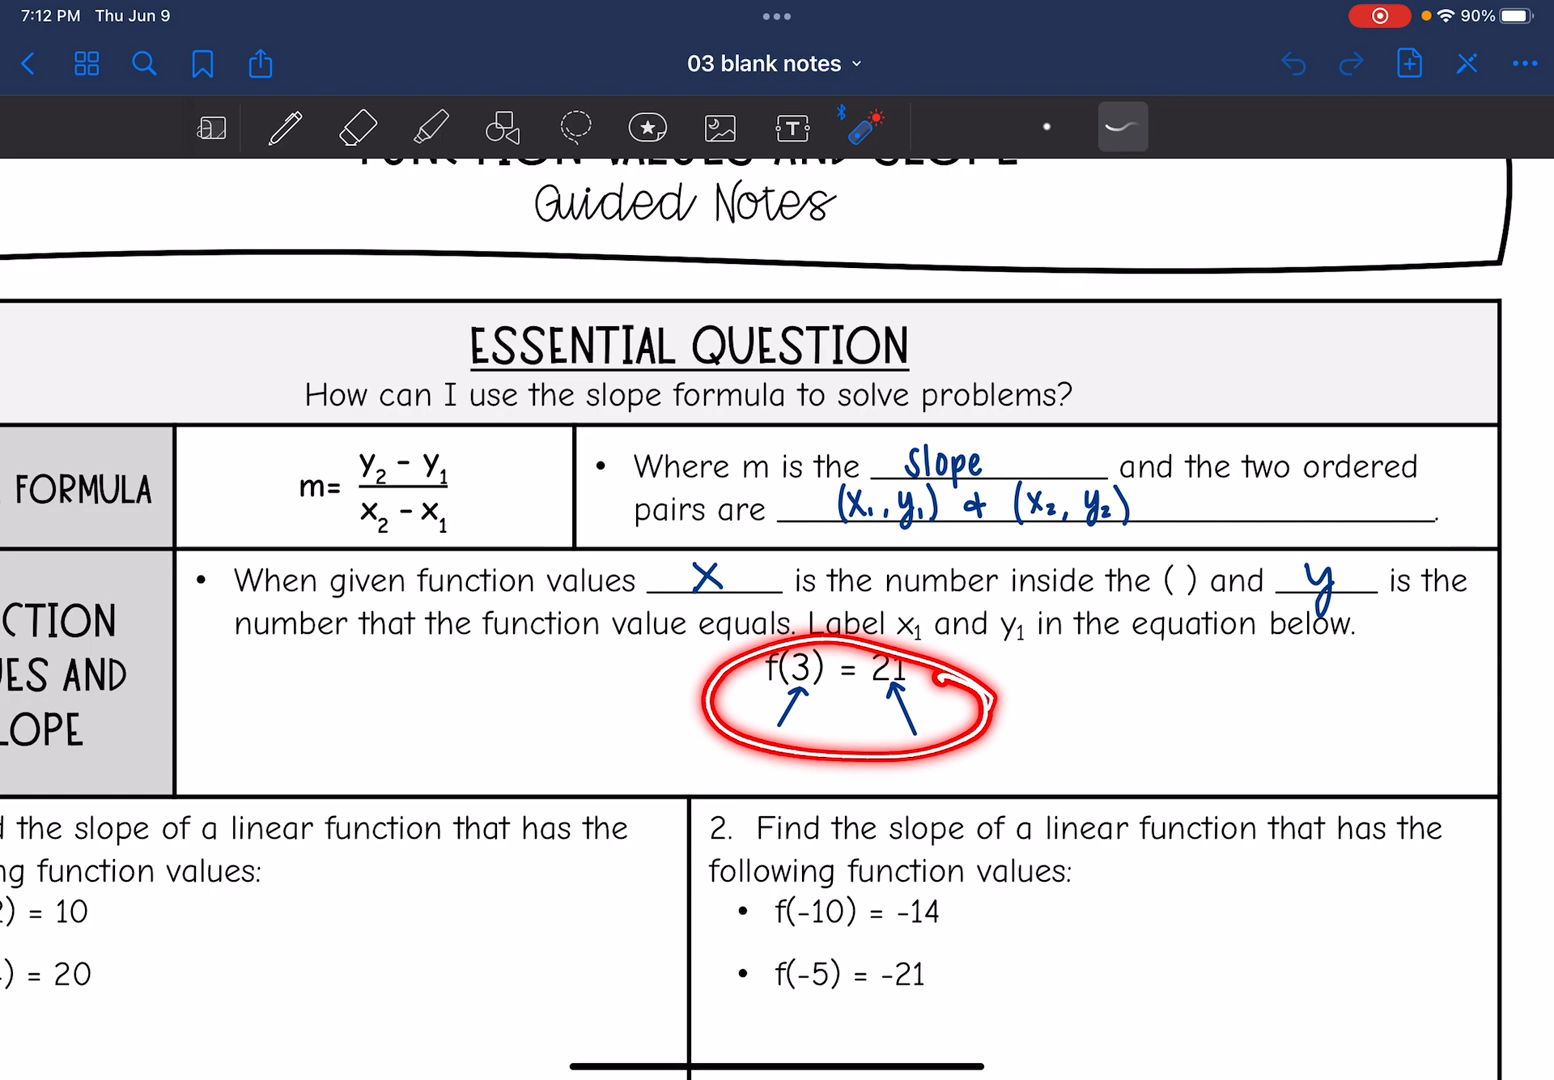 7:12 PM Thu Jun 9
90%
03 blank notes
T
FUNCTION VALUES AND SLOPE
Guided Notes
ESSENTIAL QUESTION
How can I use the slope formula to solve problems?
FORMULA
m= y₂ - y₁
x₂ - x₁
• Where m is the slope and the two ordered
pairs are (x₁, y₁) & (x₂, y₂).
CTION
ES AND
LOPE
• When given function values x is the number inside the ( ) and y is the
number that the function value equals. Label x₁ and y₁ in the equation below.
f(3) = 21
the slope of a linear function that has the
ng function values:
2) = 10
) = 20
2. Find the slope of a linear function that has the
following function values:
• f(-10) = -14
• f(-5) = -21